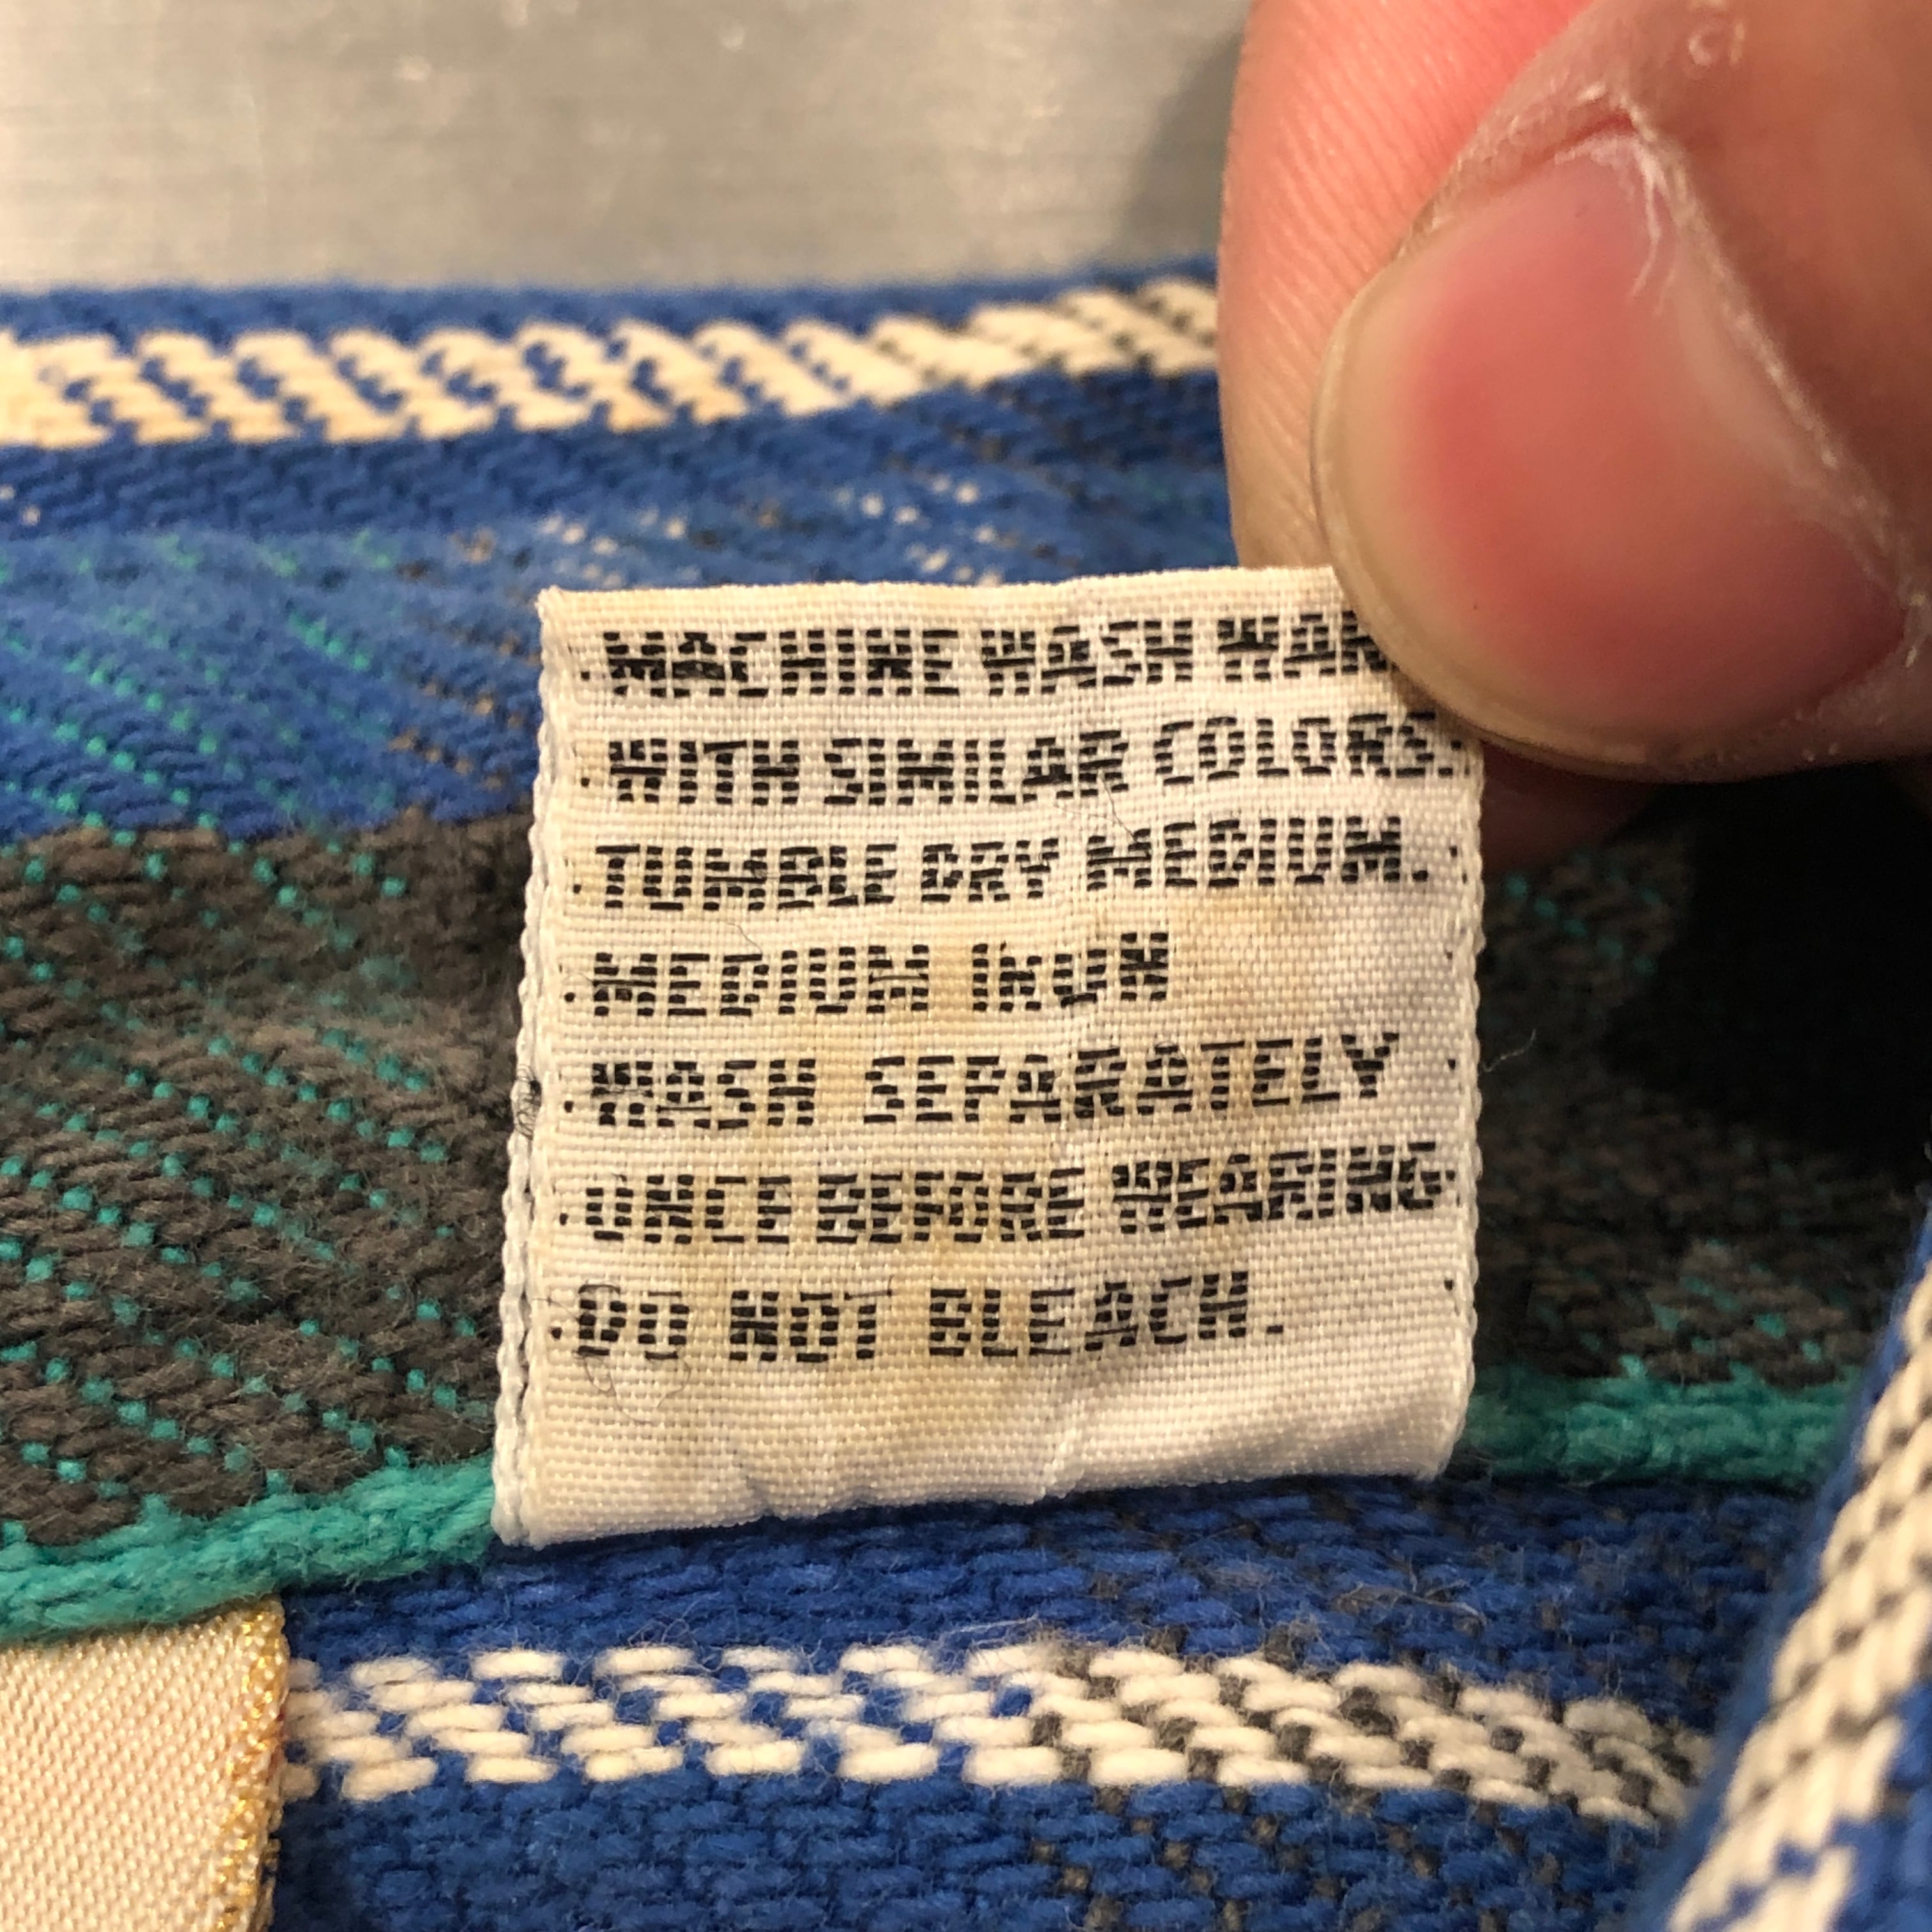 MACHINE WASH WAR
WITH SIMILAR COLORS.
TUMBLE DRY MEDIUM.
MEDIUM IRON
WASH SEPARATELY
ONCE BEFORE WEARING
DO NOT BLEACH.